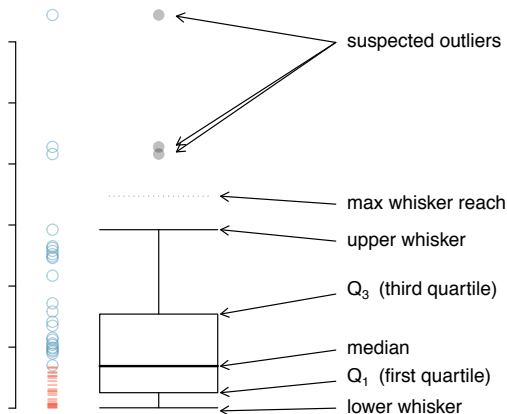 suspected outliers
max whisker reach
upper whisker
Q3 (third quartile)
median
Q1 (first quartile)
lower whisker